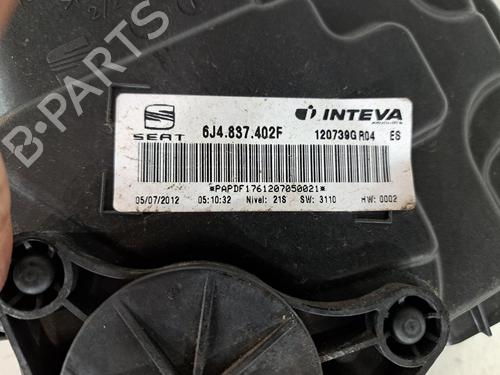 SEAT
6J4.837.402F
INTEVA
120739G R04 ES
*PAPDF1761207050021*
05/07/2012 05:10:32 Nivel: 21S SW: 3110 HW: 0002
B-PARTS